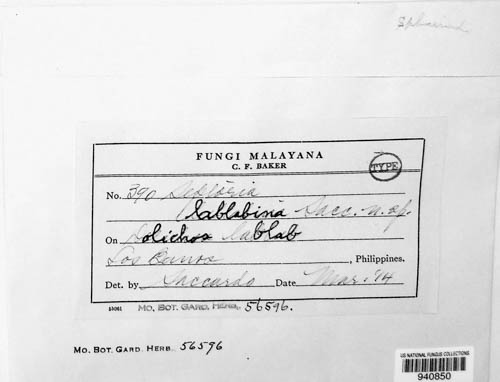 FUNGI MALAYANA
C. F. BAKER
TYPE
No. 390 Septoria
lablabina Sacc. n. sp.
On Dolichos lablab
Los Banos, Philippines.
Det. by Saccardo Date Mar. '14
MO. BOT. GARD. HERB. 56596.
MO. BOT. GARD. HERB. 56596
US NATIONAL FUNGUS COLLECTIONS
940850